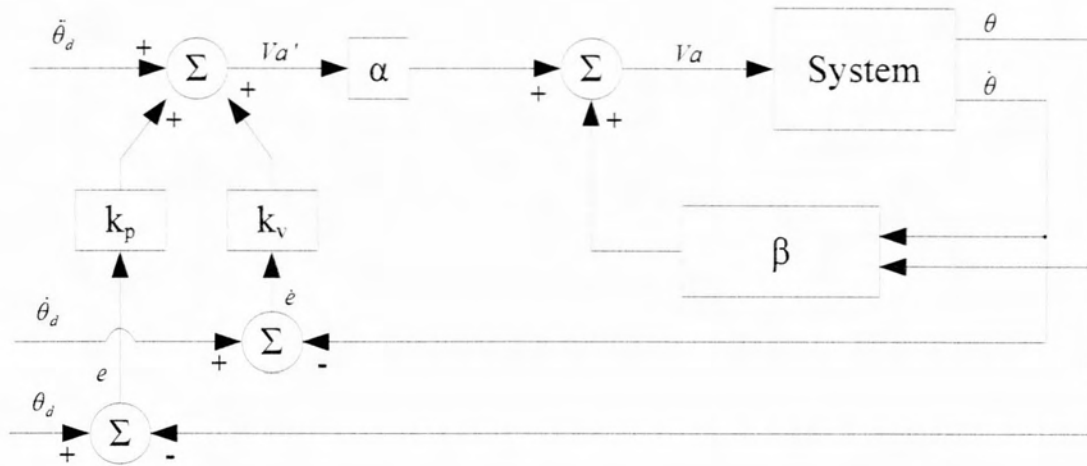 θ
θ̈d
+
Σ
Va'
α
+
Σ
Va
System
θ̇
+
+
+
kp
kv
β
ė
θ̇d
+
Σ
-
e
θd
+
Σ
-